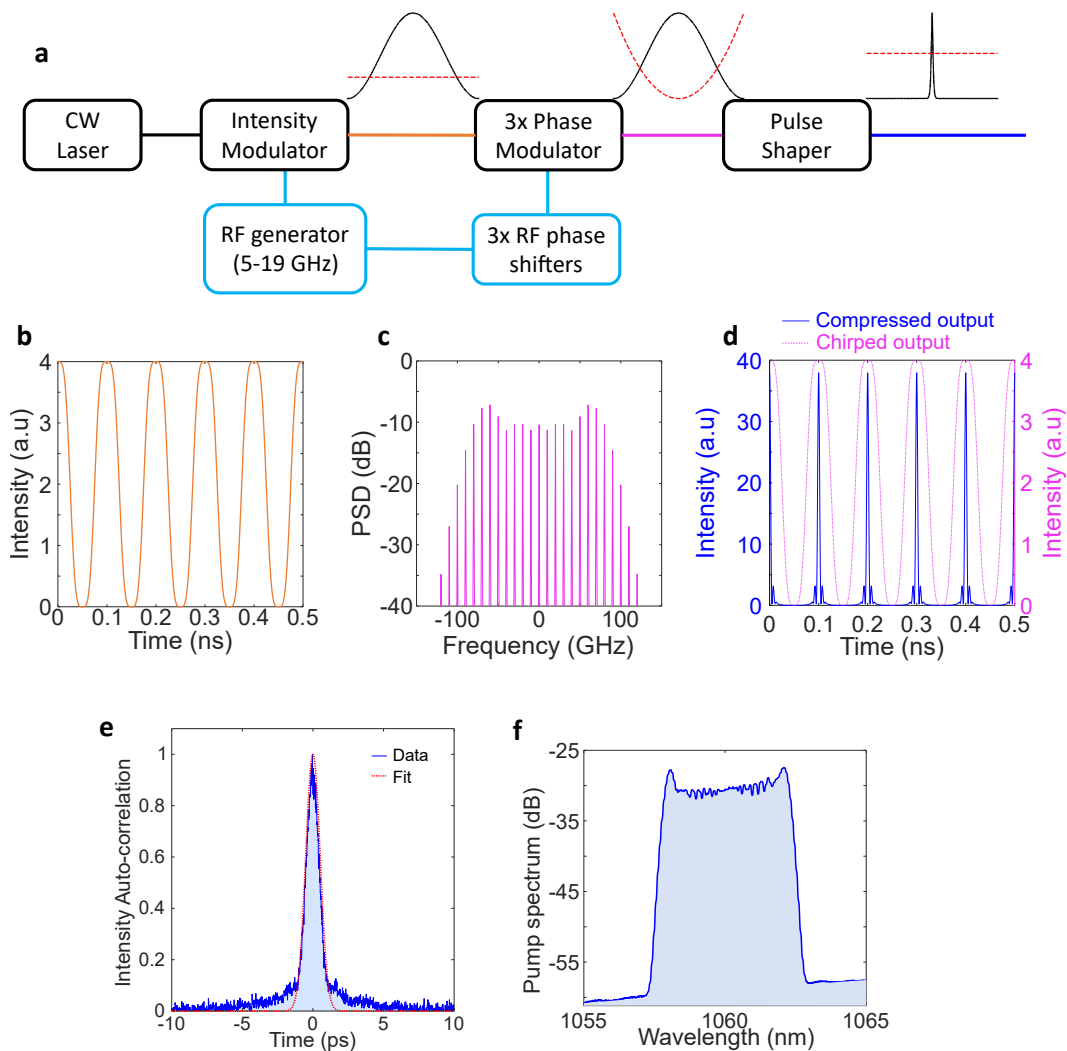 a
CW
Laser
Intensity
Modulator
3x Phase
Modulator
Pulse
Shaper
RF generator
(5-19 GHz)
3x RF phase
shifters
b
Intensity (a.u)
4
3
2
1
0
0 0.1 0.2 0.3 0.4 0.5
Time (ns)
c
PSD (dB)
0
-10
-20
-30
-40
-100 0 100
Frequency (GHz)
d
Compressed output
Chirped output
Intensity (a.u)
40
30
20
10
0
4
3
2
1
0
Intensity (a.u)
0 0.1 0.2 0.3 0.4 0.5
Time (ns)
e
Intensity Auto-correlation
1
0.8
0.6
0.4
0.2
0
Data
Fit
-10 -5 0 5 10
Time (ps)
f
Pump spectrum (dB)
-25
-35
-45
-55
1055 1060 1065
Wavelength (nm)